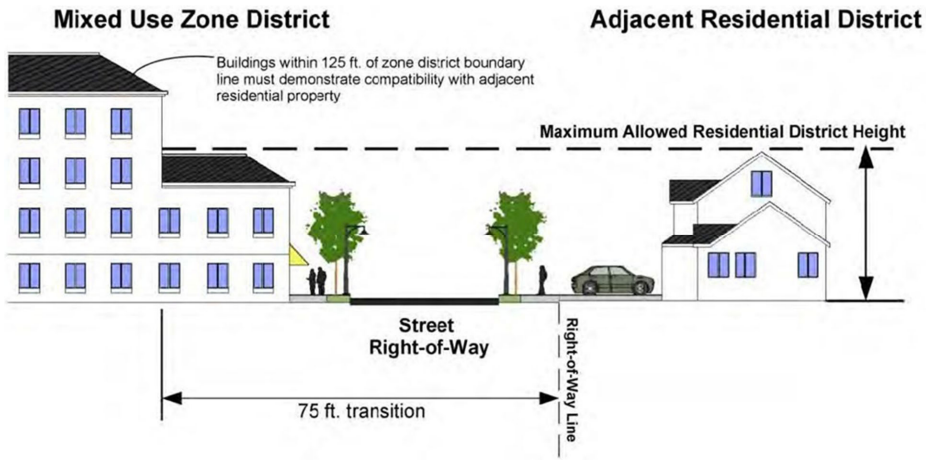 Mixed Use Zone District
Adjacent Residential District
Buildings within 125 ft. of zone district boundary
line must demonstrate compatibility with adjacent
residential property
Maximum Allowed Residential District Height
Street
Right-of-Way
Right-of-Way Line
75 ft. transition